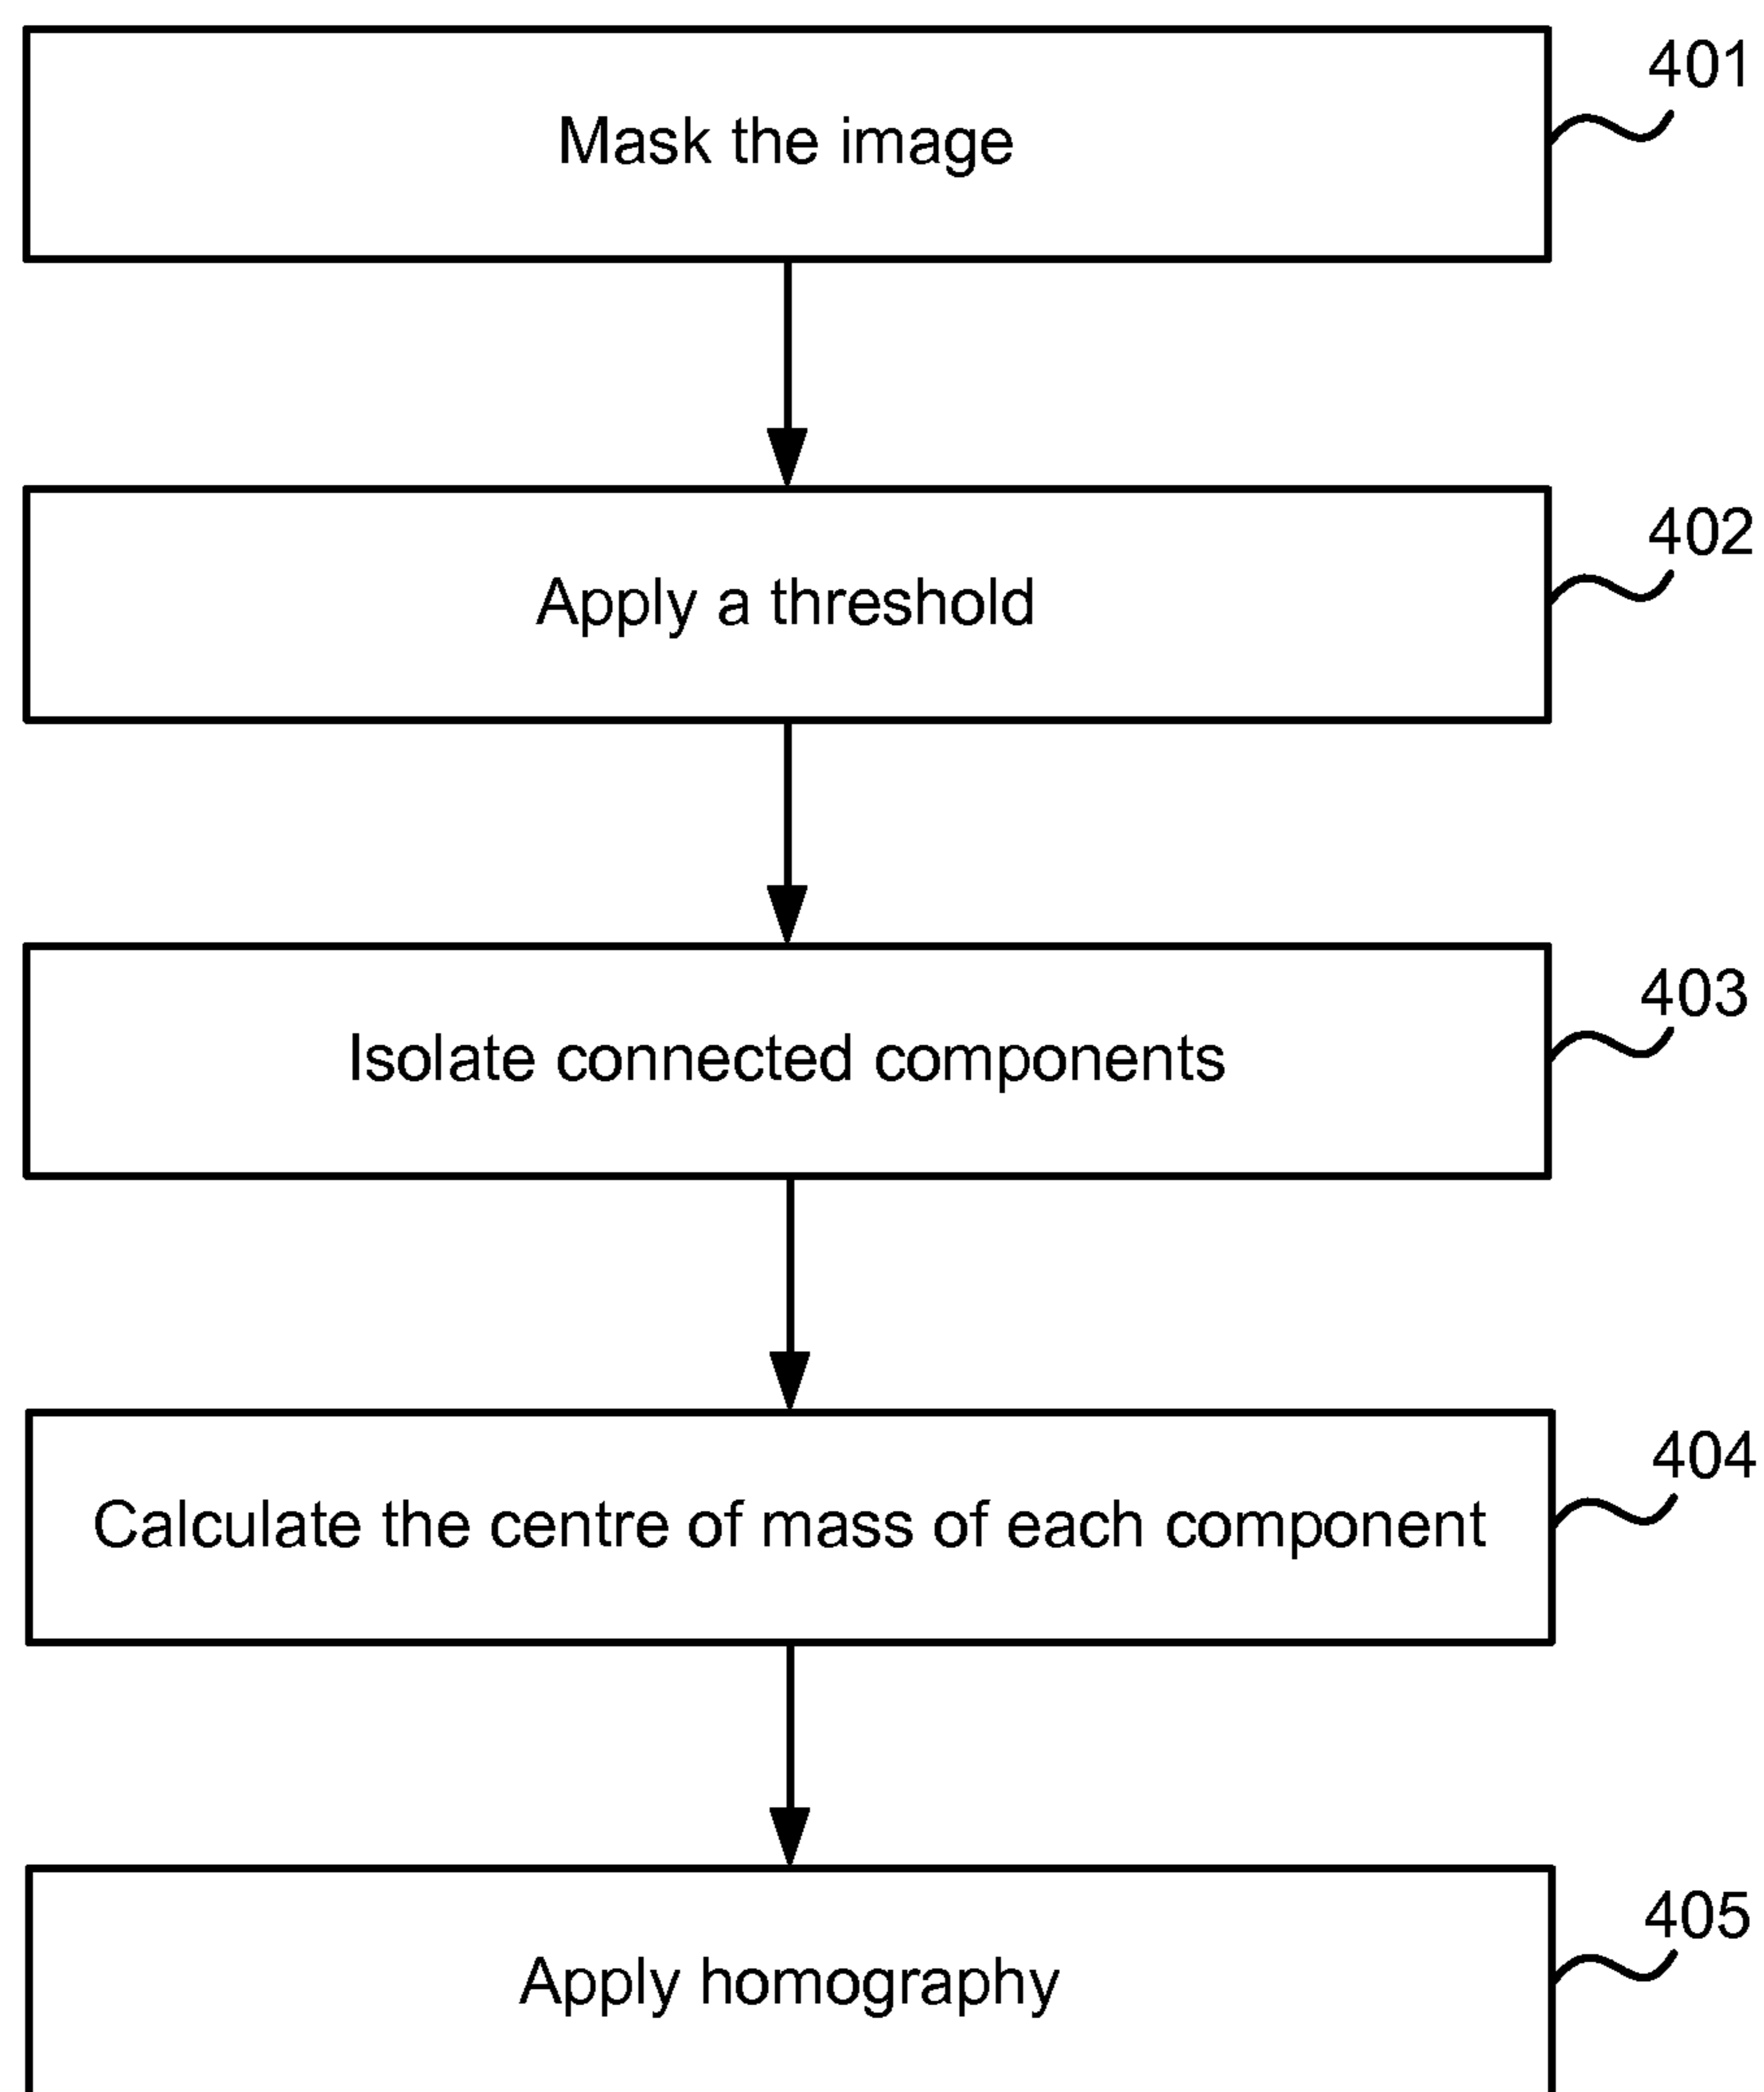 Mask the image
401
Apply a threshold
402
Isolate connected components
403
Calculate the centre of mass of each component
404
Apply homography
405